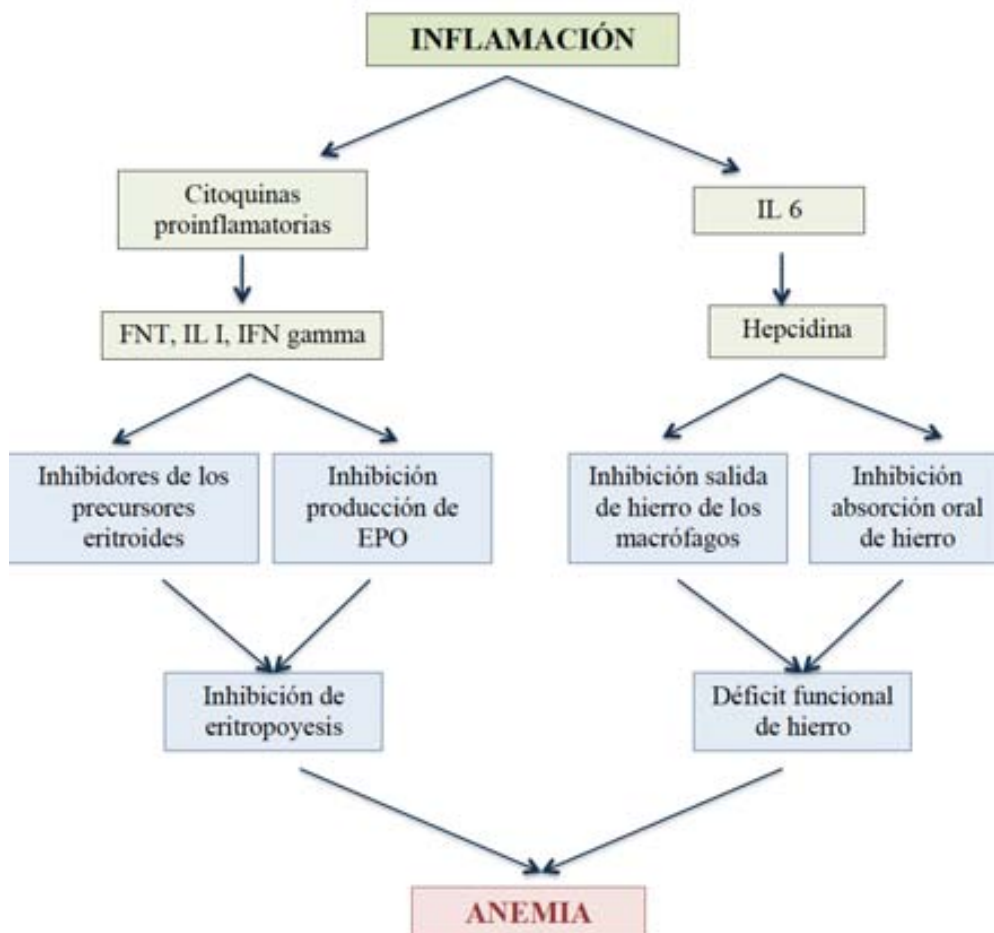 INFLAMACIÓN
Citoquinas
proinflamatorias
IL 6
FNT, IL I, IFN gamma
Hepcidina
Inhibidores de los
precursores
eritroides
Inhibición
producción de
EPO
Inhibición salida
de hierro de los
macrófagos
Inhibición
absorción oral
de hierro
Inhibición de
eritropoyesis
Déficit funcional
de hierro
ANEMIA